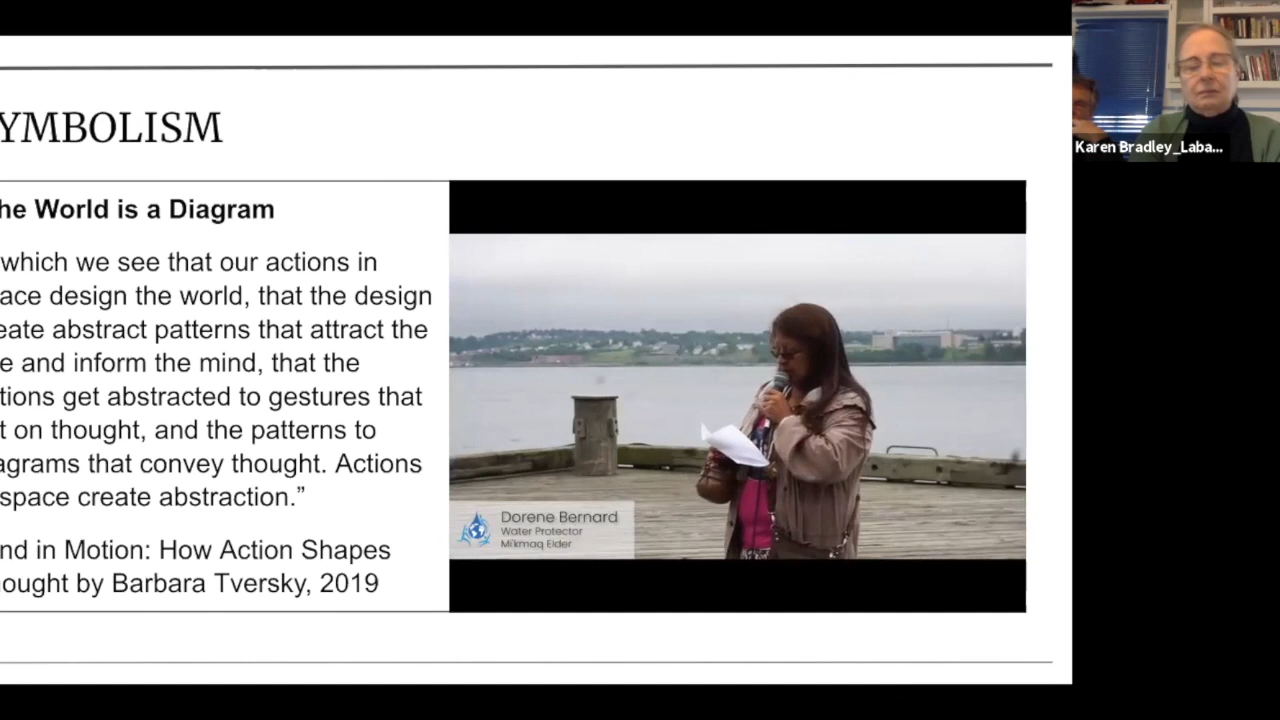 YMBOLISM
he World is a Diagram
which we see that our actions in
ace design the world, that the design
eate abstract patterns that attract the
e and inform the mind, that the
tions get abstracted to gestures that
t on thought, and the patterns to
agrams that convey thought. Actions
space create abstraction.”
nd in Motion: How Action Shapes
ought by Barbara Tversky, 2019
Dorene Bernard
Water Protector
Mi'kmaq Elder
Karen Bradley_Laba...